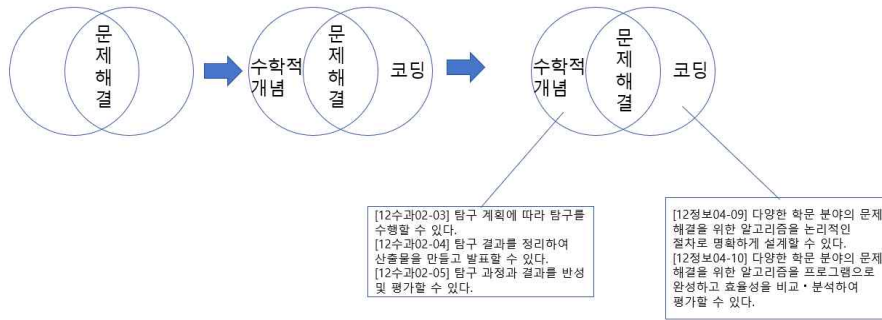 문
제
해
결
수학적
개념
문
제
해
결
코딩
수학적
개념
문
제
해
결
코딩
[12수과02-03] 탐구 계획에 따라 탐구를
수행할 수 있다.
[12수과02-04] 탐구 결과를 정리하여
산출물을 만들고 발표할 수 있다.
[12수과02-05] 탐구 과정과 결과를 반성
및 평가할 수 있다.
[12정보04-09] 다양한 학문 분야의 문제
해결을 위한 알고리즘을 논리적인
절차로 명확하게 설계할 수 있다.
[12정보04-10] 다양한 학문 분야의 문제
해결을 위한 알고리즘을 프로그램으로
완성하고 효율성을 비교・분석하여
평가할 수 있다.